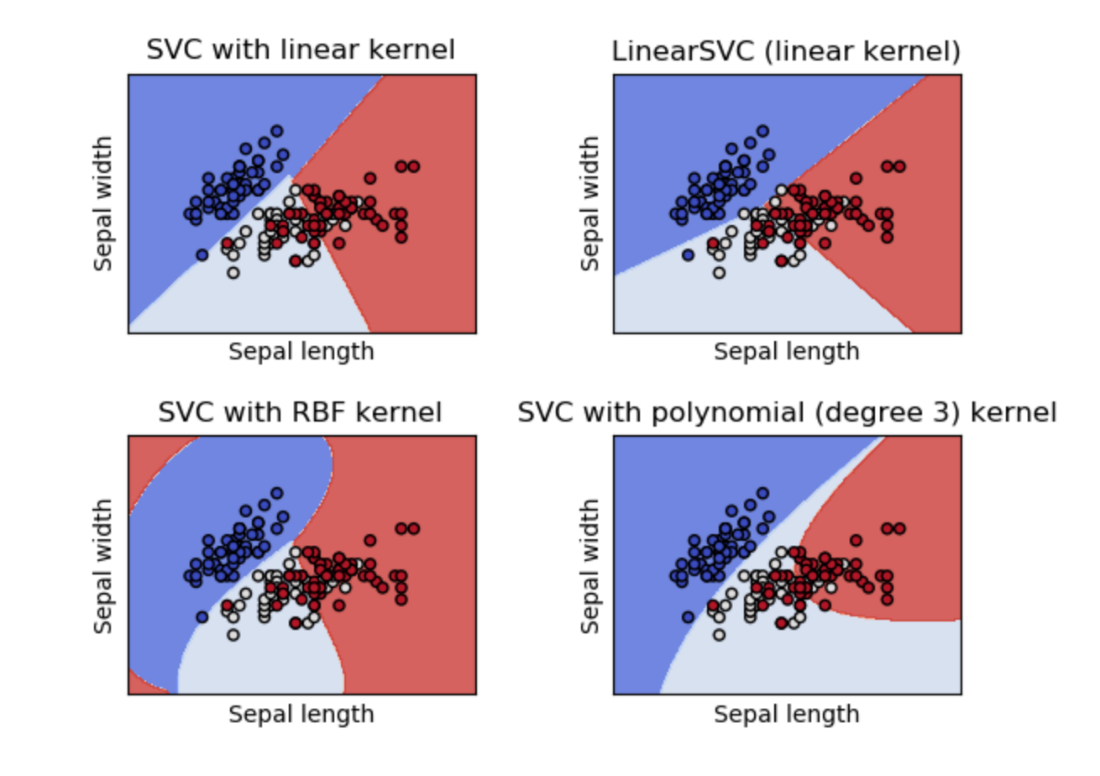 SVC with linear kernel
LinearSVC (linear kernel)
Sepal width
Sepal width
Sepal length
Sepal length
SVC with RBF kernel
SVC with polynomial (degree 3) kernel
Sepal width
Sepal width
Sepal length
Sepal length